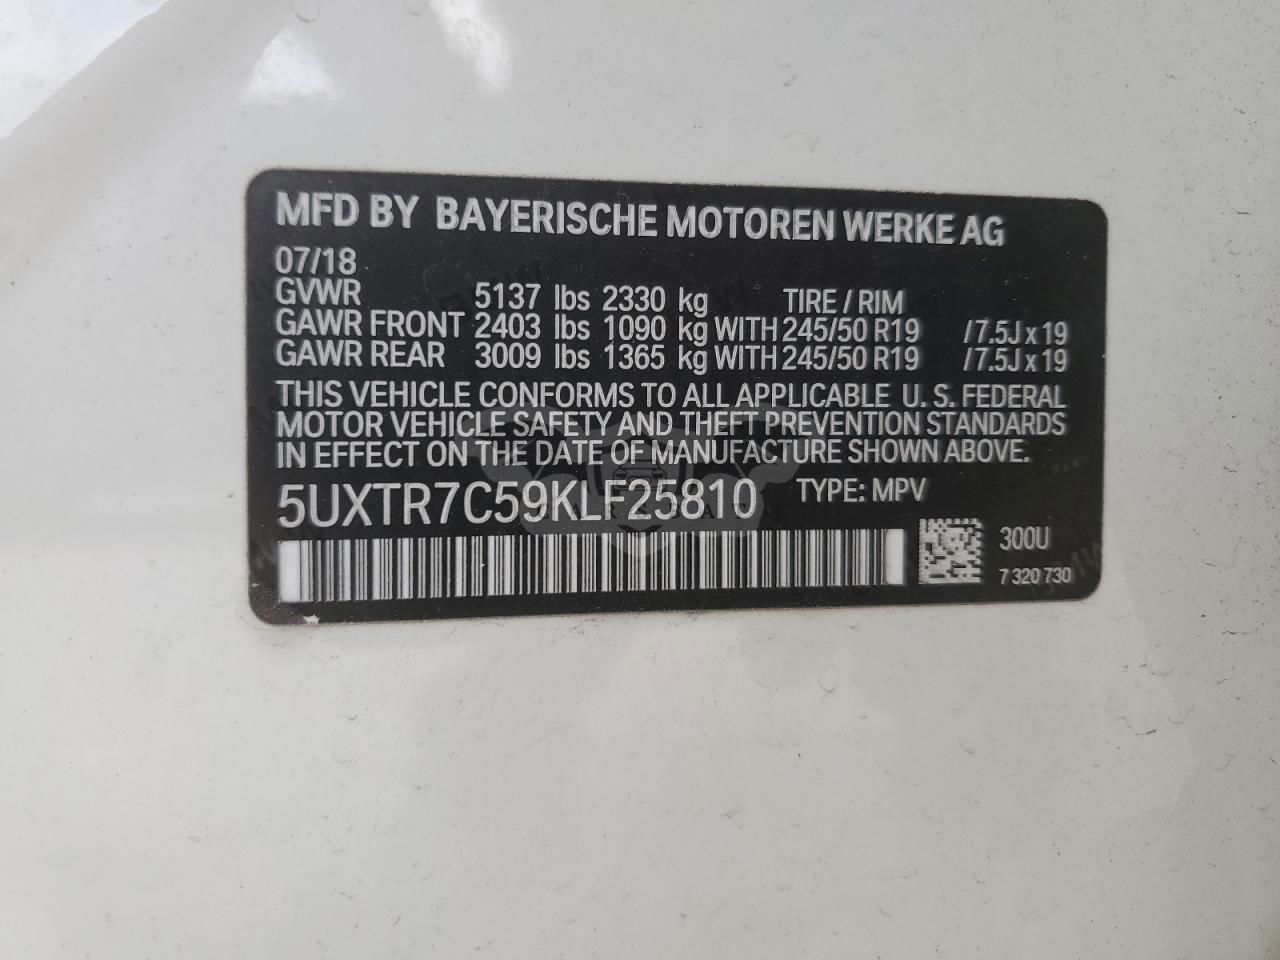 MFD BY BAYERISCHE MOTOREN WERKE AG
07/18
GVWR 5137 lbs 2330 kg TIRE / RIM
GAWR FRONT 2403 lbs 1090 kg WITH 245/50 R19 /7.5J x 19
GAWR REAR 3009 lbs 1365 kg WITH 245/50 R19 /7.5J x 19
THIS VEHICLE CONFORMS TO ALL APPLICABLE U. S. FEDERAL
MOTOR VEHICLE SAFETY AND THEFT PREVENTION STANDARDS
IN EFFECT ON THE DATE OF MANUFACTURE SHOWN ABOVE.
5UXTR7C59KLF25810 TYPE: MPV
300U
7 320 730